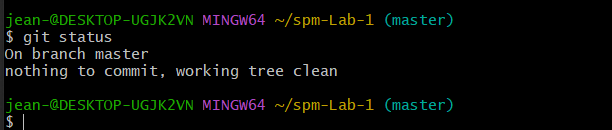 jean-@DESKTOP-UGJK2VN MINGW64 ~/spm-Lab-1 (master)
$ git status
On branch master
nothing to commit, working tree clean
jean-@DESKTOP-UGJK2VN MINGW64 ~/spm-Lab-1 (master)
$